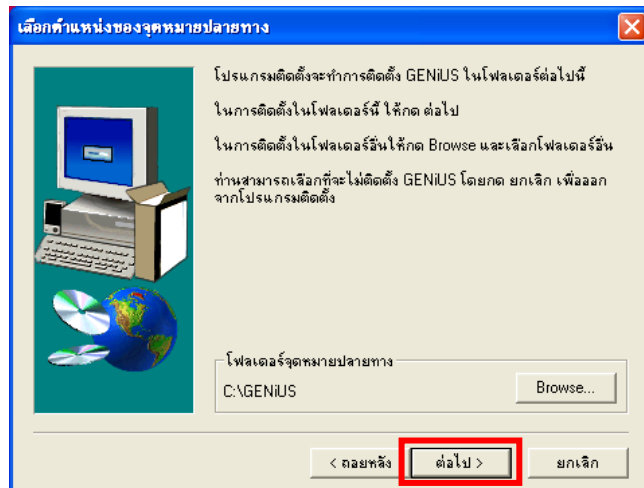 เลือกตำแหน่งของจุดหมายปลายทาง
โปรแกรมติดตั้งจะทำการติดตั้ง GENiUS ในโฟลเดอร์ต่อไปนี้
ในการติดตั้งในโฟลเดอร์นี้ ให้กด ต่อไป
ในการติดตั้งในโฟลเดอร์อื่นให้กด Browse และเลือกโฟลเดอร์อื่น
ท่านสามารถเลือกที่จะไม่ติดตั้ง GENiUS โดยกด ยกเลิก เพื่อออก
จากโปรแกรมติดตั้ง
โฟลเดอร์จุดหมายปลายทาง
C:\GENiUS
Browse...
< ถอยหลัง
ต่อไป >
ยกเลิก